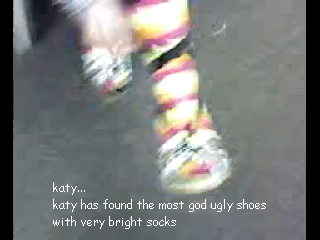 katy...
katy has found the most god ugly shoes
with very bright socks